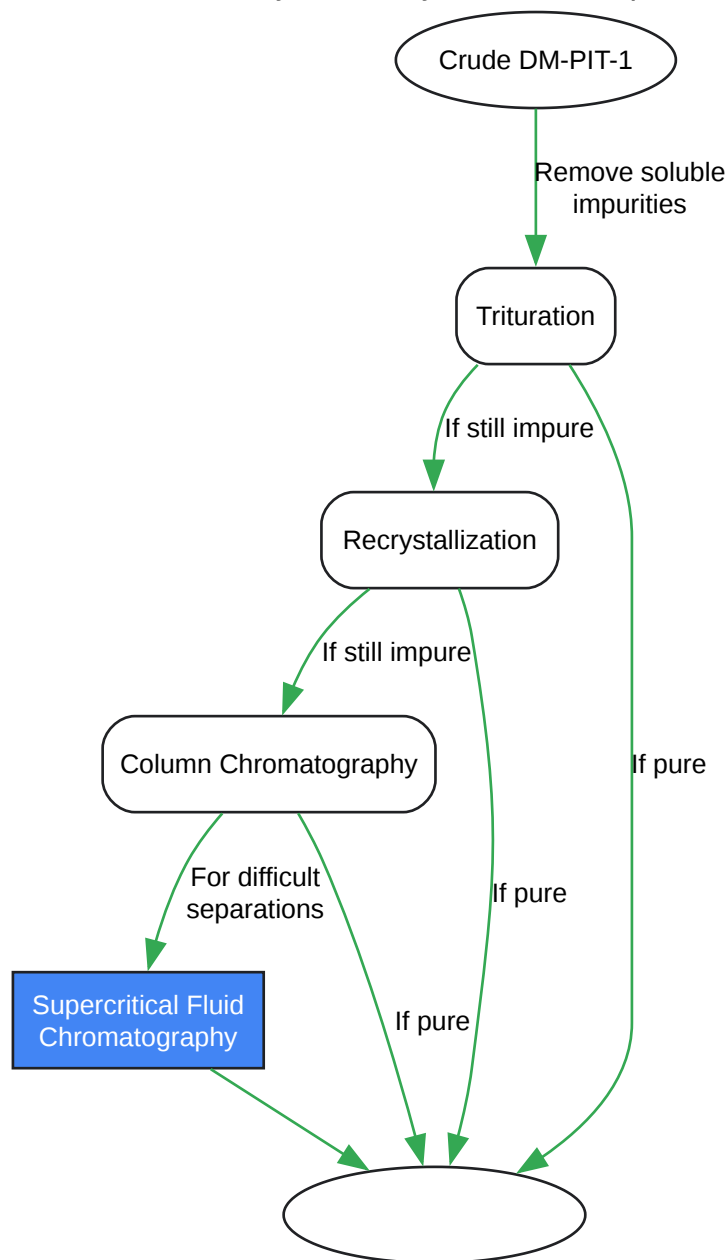 Crude DM-PIT-1
Remove soluble
impurities
Trituration
If still impure
Recrystallization
If still impure
Column Chromatography
If pure
For difficult
separations
If pure
Supercritical Fluid
Chromatography
If pure